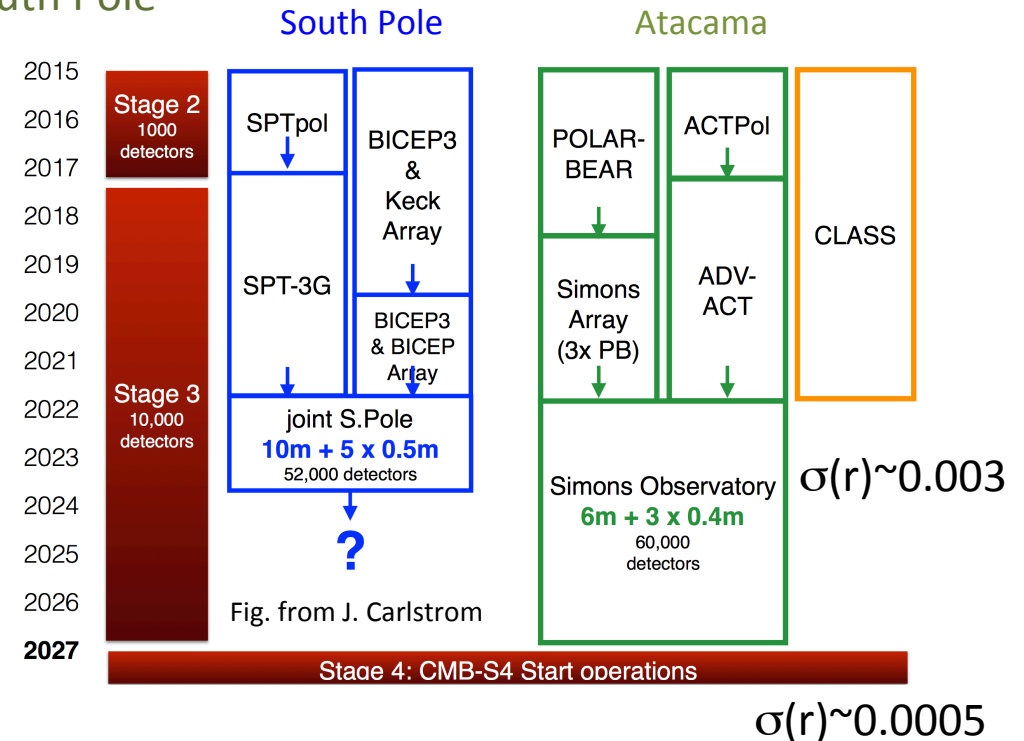 South Pole
Atacama
2015
2016
2017
2018
2019
2020
2021
2022
2023
2024
2025
2026
2027
Stage 2
1000
detectors
Stage 3
10,000
detectors
SPTpol
SPT-3G
BICEP3
&
Keck
Array
BICEP3
& BICEP
Array
joint S.Pole
10m + 5 x 0.5m
52,000 detectors
?
Fig. from J. Carlstrom
POLAR-
BEAR
Simons
Array
(3x PB)
ACTPol
ADV-
ACT
CLASS
Simons Observatory
6m + 3 x 0.4m
60,000
detectors
σ(r)~0.003
Stage 4: CMB-S4 Start operations
σ(r)~0.0005